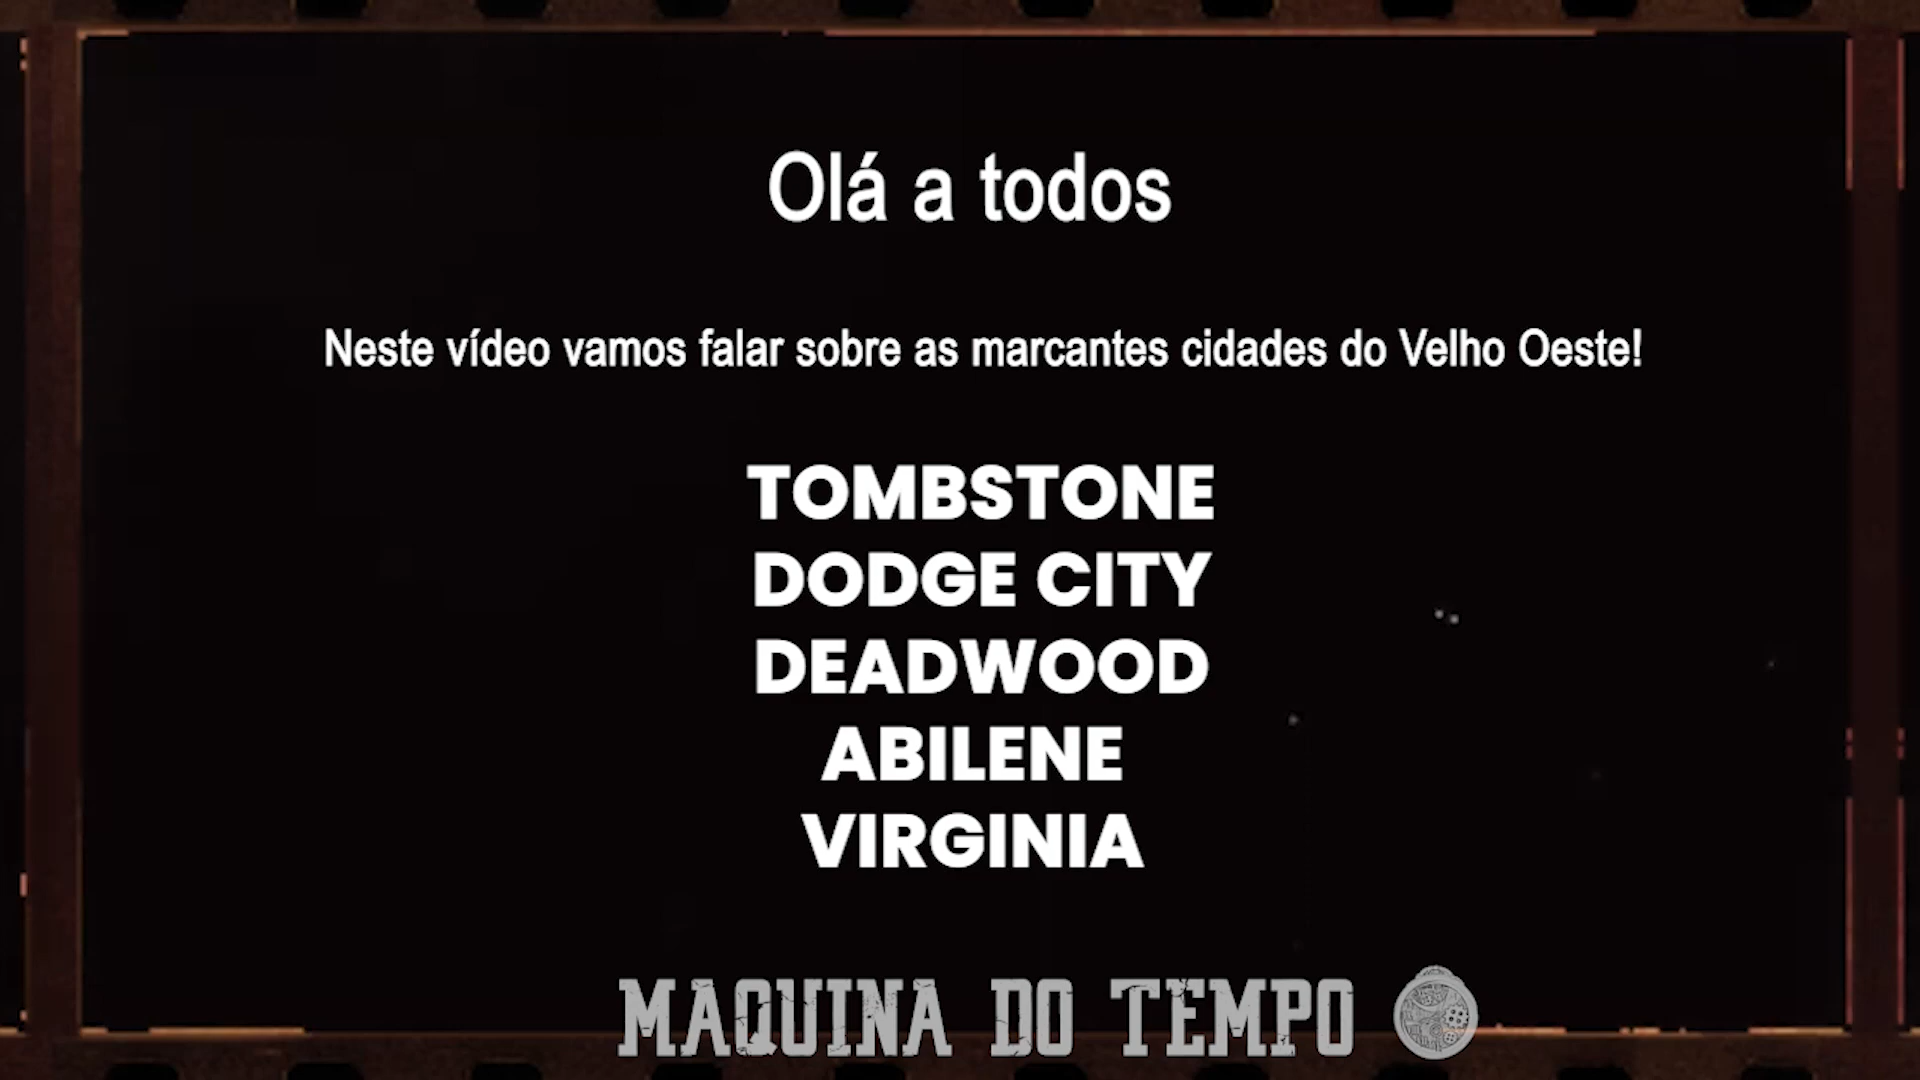 Olá a todos
Neste vídeo vamos falar sobre as marcantes cidades do Velho Oeste!
TOMBSTONE
DODGE CITY
DEADWOOD
ABILENE
VIRGINIA
MAQUINA DO TEMPO